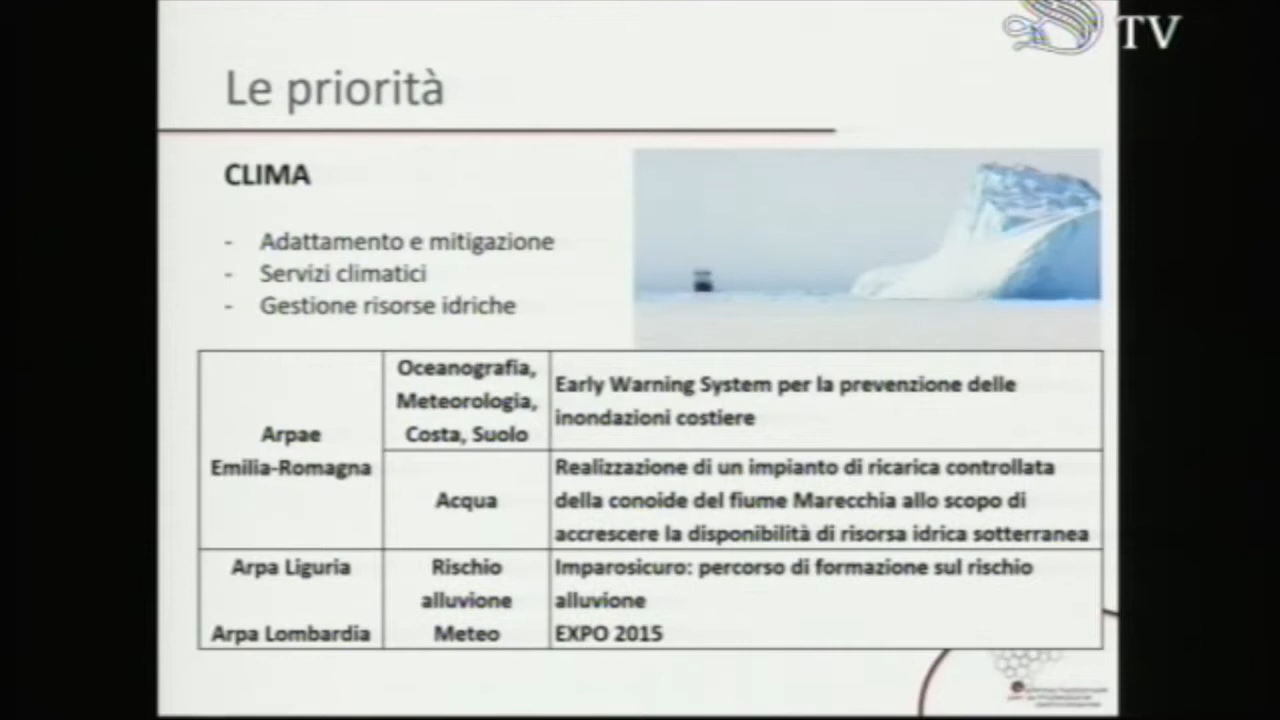 TV
Le priorità
CLIMA
- Adattamento e mitigazione
- Servizi climatici
- Gestione risorse idriche
Arpae
Emilia-Romagna
Oceanografia,
Meteorologia,
Costa, Suolo
Early Warning System per la prevenzione delle
inondazioni costiere
Acqua
Realizzazione di un impianto di ricarica controllata
della conoide del fiume Marecchia allo scopo di
accrescere la disponibilità di risorsa idrica sotterranea
Arpa Liguria
Rischio
alluvione
Imparosicuro: percorso di formazione sul rischio
alluvione
Arpa Lombardia
Meteo
EXPO 2015